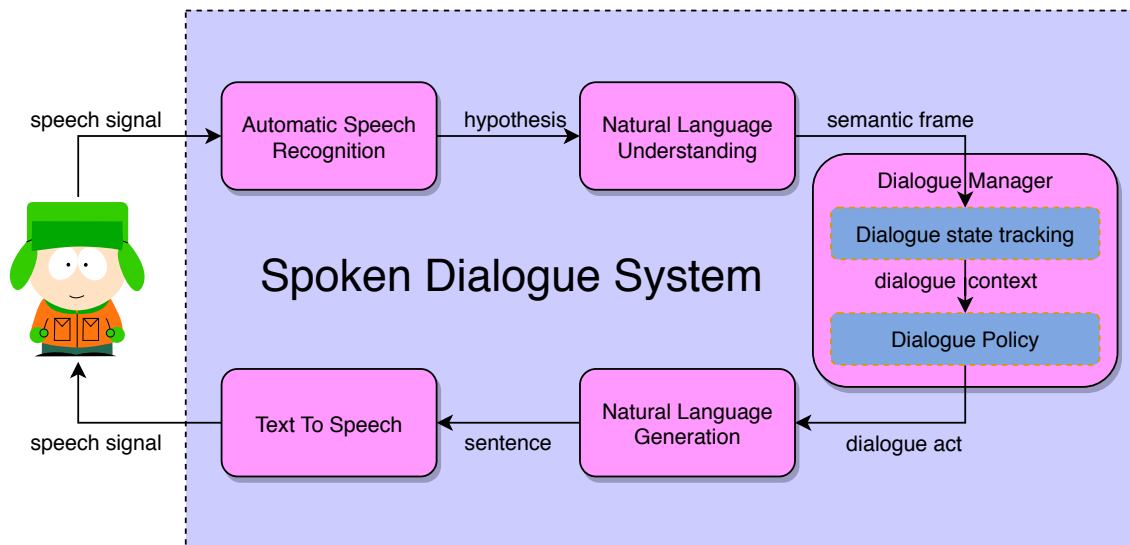 speech signal
Automatic Speech
Recognition
hypothesis
Natural Language
Understanding
semantic frame
Dialogue Manager
Dialogue state tracking
dialogue context
Dialogue Policy
Spoken Dialogue System
dialogue act
Natural Language
Generation
sentence
Text To Speech
speech signal